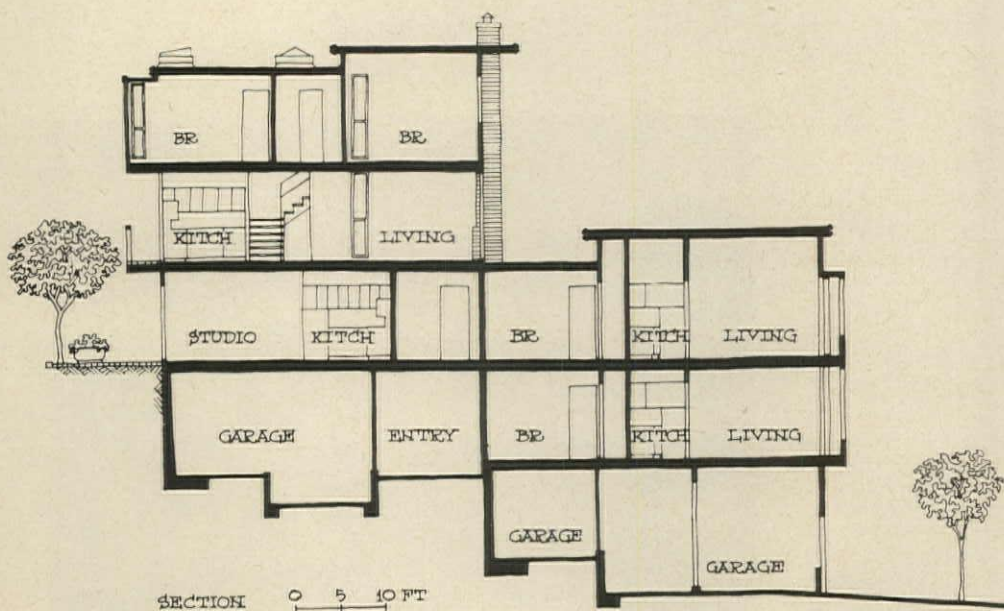 BR BR
KITCH LIVING
STUDIO KITCH BR KITCH LIVING
GARAGE ENTRY BR KITCH LIVING
GARAGE GARAGE
SECTION 0 5 10 FT